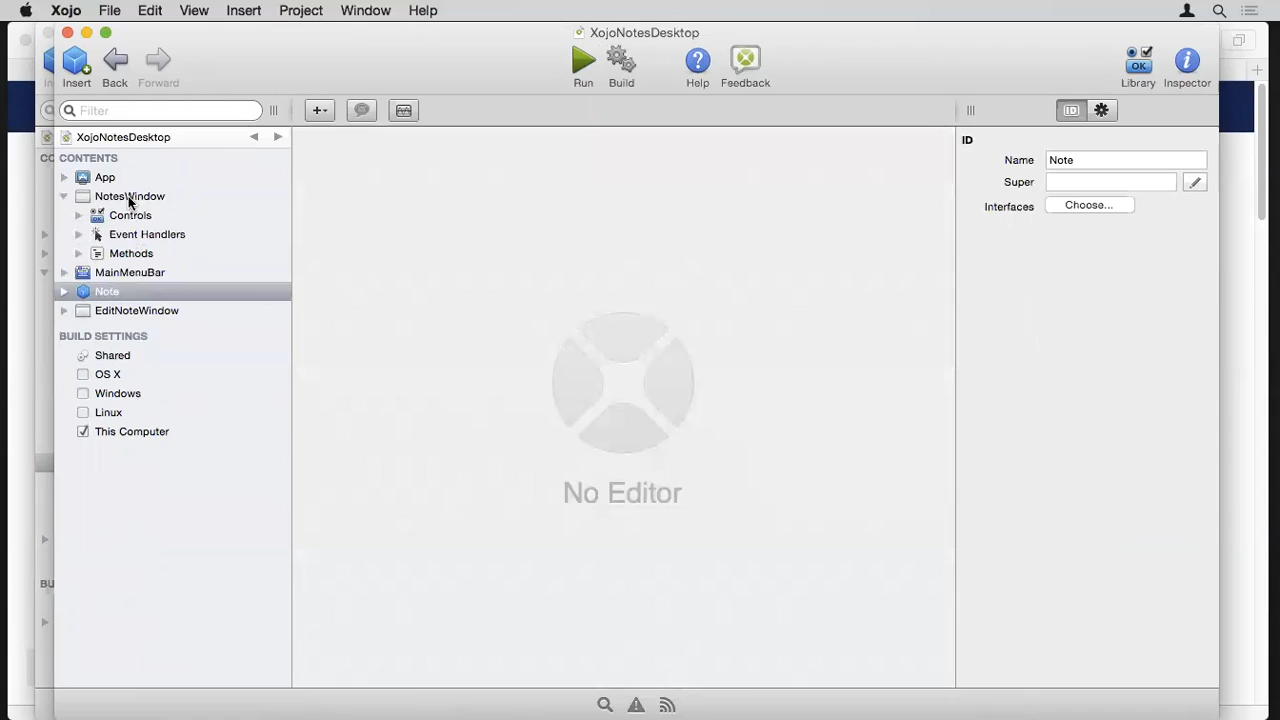 Xojo File Edit View Insert Project Window Help
XojoNotesDesktop
Insert Back Forward Run Build Help Feedback Library Inspector
OK
Filter
ID
XojoNotesDesktop
CONTENTS
App
NotesWindow
Controls
Event Handlers
Methods
MainMenuBar
Note
EditNoteWindow
BUILD SETTINGS
Shared
OS X
Windows
Linux
This Computer
No Editor
ID
Name Note
Super
Interfaces Choose...